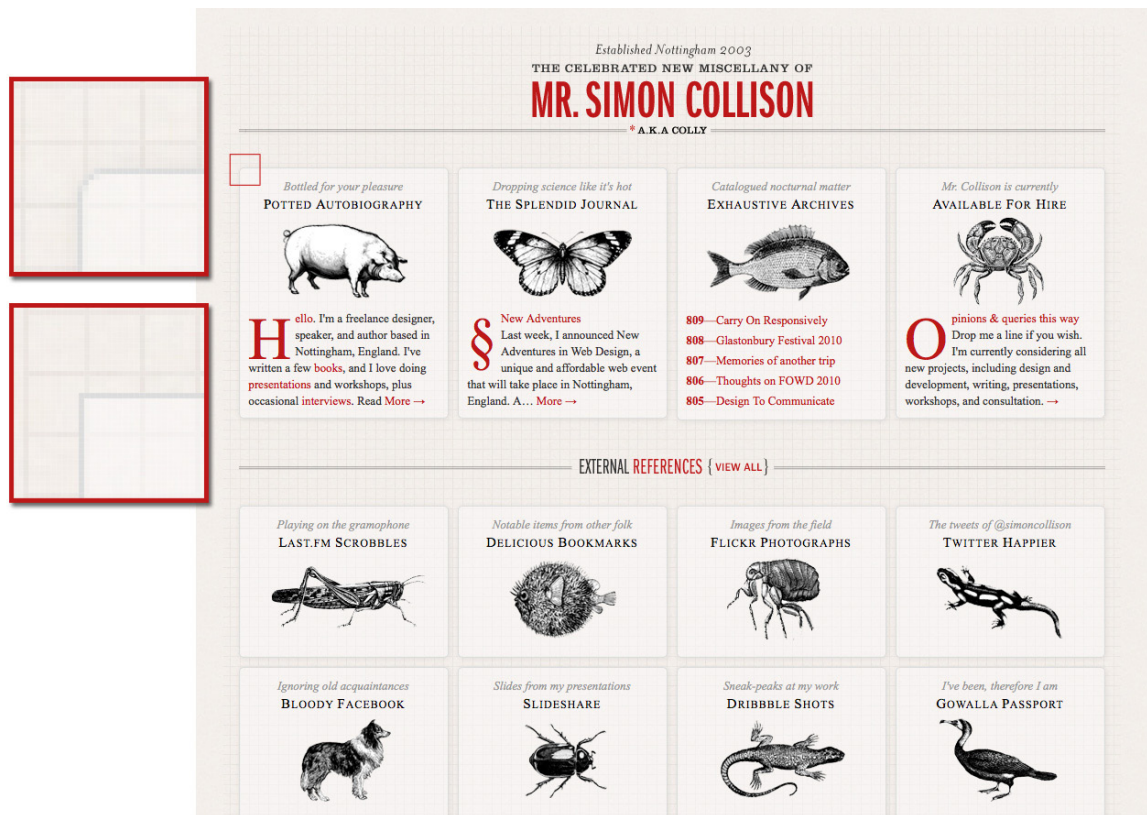 Established Nottingham 2003
THE CELEBRATED NEW MISCELLANY OF
MR. SIMON COLLISON
* A.K.A COLLY
Bottled for your pleasure
POTTED AUTOBIOGRAPHY
Hello. I'm a freelance designer,
speaker, and author based in
Nottingham, England. I've
written a few books, and I love doing
presentations and workshops, plus
occasional interviews. Read More →
Dropping science like it's hot
THE SPLENDID JOURNAL
§ New Adventures
Last week, I announced New
Adventures in Web Design, a
unique and affordable web event
that will take place in Nottingham,
England. A… More →
Catalogued nocturnal matter
EXHAUSTIVE ARCHIVES
809—Carry On Responsively
808—Glastonbury Festival 2010
807—Memories of another trip
806—Thoughts on FOWD 2010
805—Design To Communicate
Mr. Collison is currently
AVAILABLE FOR HIRE
Opinions & queries this way
Drop me a line if you wish.
I'm currently considering all
new projects, including design and
development, writing, presentations,
workshops, and consultation. →
EXTERNAL REFERENCES {VIEW ALL}
Playing on the gramophone
LAST.FM SCROBBLES
Notable items from other folk
DELICIOUS BOOKMARKS
Images from the field
FLICKR PHOTOGRAPHS
The tweets of @simoncollison
TWITTER HAPPIER
Ignoring old acquaintances
BLOODY FACEBOOK
Slides from my presentations
SLIDESHARE
Sneak-peaks at my work
DRIBBBLE SHOTS
I've been, therefore I am
GOWALLA PASSPORT